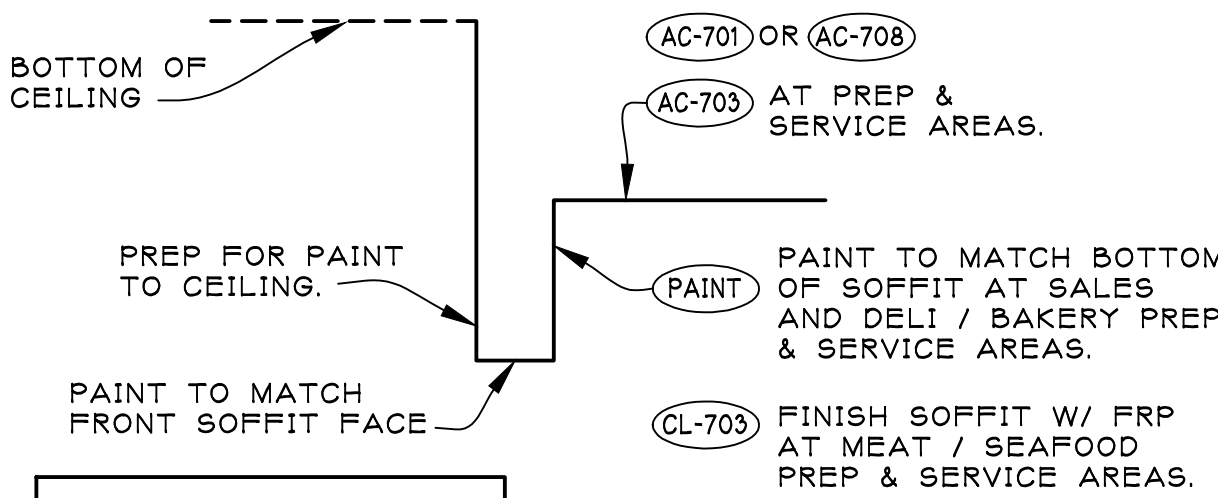 BOTTOM OF
CEILING
AC-701 OR AC-708
AC-703 AT PREP &
SERVICE AREAS.
PREP FOR PAINT
TO CEILING.
PAINT
PAINT TO MATCH BOTTOM
OF SOFFIT AT SALES
AND DELI / BAKERY PREP
& SERVICE AREAS.
PAINT TO MATCH
FRONT SOFFIT FACE
CL-703
FINISH SOFFIT W/ FRP
AT MEAT / SEAFOOD
PREP & SERVICE AREAS.